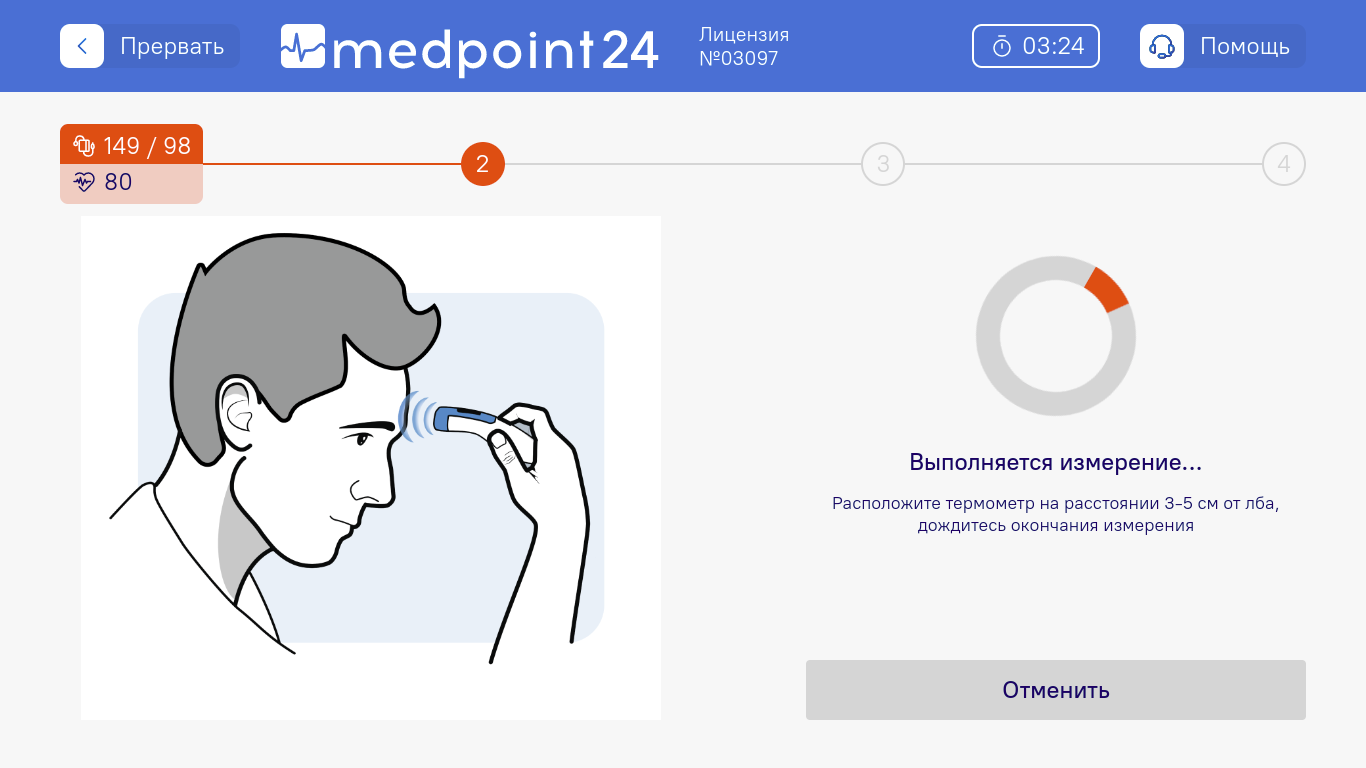 Прервать
medpoint24
Лицензия
№03097
03:24
Помощь
149 / 98
80
2
3
4
Выполняется измерение...
Расположите термометр на расстоянии 3-5 см от лба,
дождитесь окончания измерения
Отменить